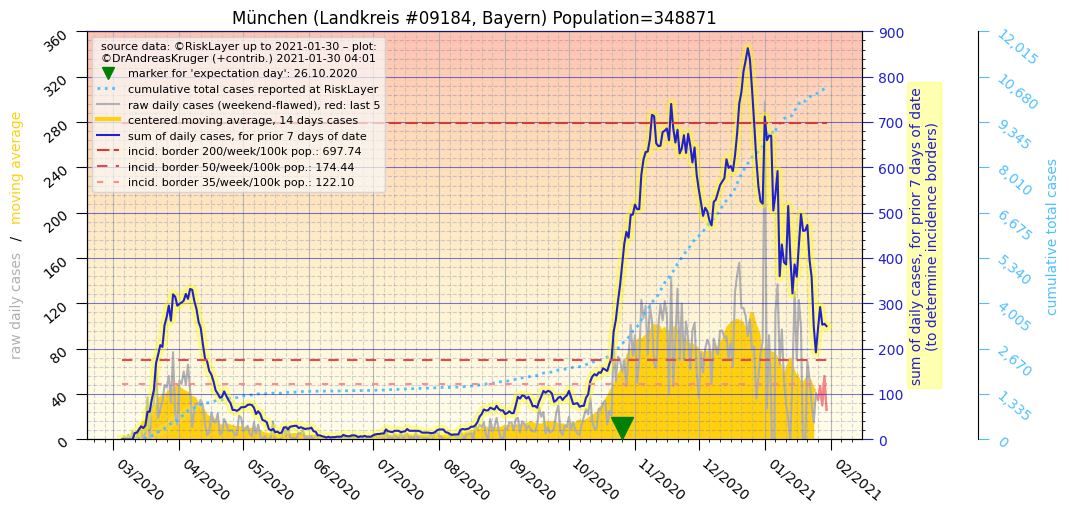 München (Landkreis #09184, Bayern) Population=348871
source data: ©RiskLayer up to 2021-01-30 – plot:
©DrAndreasKruger (+contrib.) 2021-01-30 04:01
marker for 'expectation day': 26.10.2020
cumulative total cases reported at RiskLayer
raw daily cases (weekend-flawed), red: last 5
centered moving average, 14 days cases
sum of daily cases, for prior 7 days of date
incid. border 200/week/100k pop.: 697.74
incid. border 50/week/100k pop.: 174.44
incid. border 35/week/100k pop.: 122.10
raw daily cases / moving average
360
320
280
240
200
160
120
80
40
0
03/2020
04/2020
05/2020
06/2020
07/2020
08/2020
09/2020
10/2020
11/2020
12/2020
01/2021
02/2021
900
800
700
600
500
400
300
200
100
0
sum of daily cases, for prior 7 days of date
(to determine incidence borders)
12,015
10,680
9,345
8,010
6,675
5,340
4,005
2,670
1,335
0
cumulative total cases